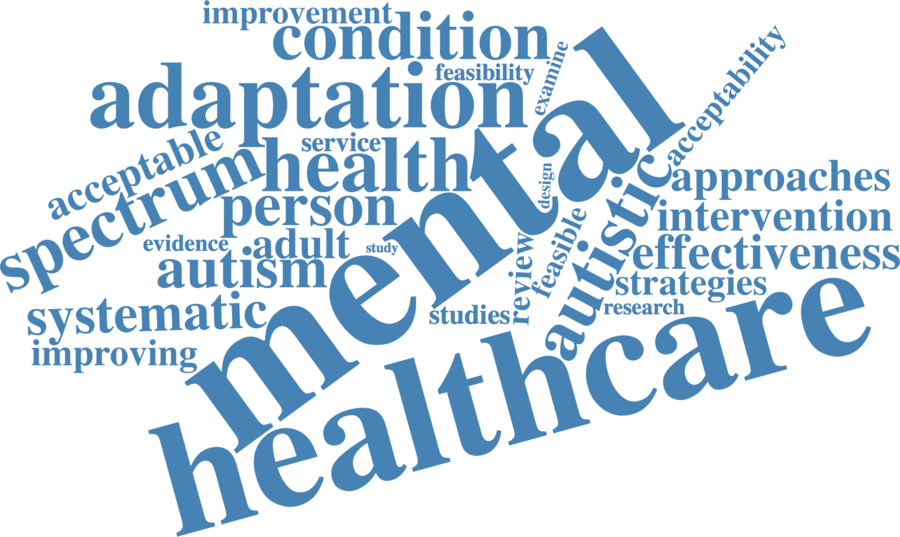 improvement
condition
feasibility
examine
adaptation
mental
acceptability
acceptable
service
spectrum
health
design
autistic
approaches
person
feasible
intervention
evidence
adult
study
review
effectiveness
autism
strategies
systematic
studies
research
improving
healthcare